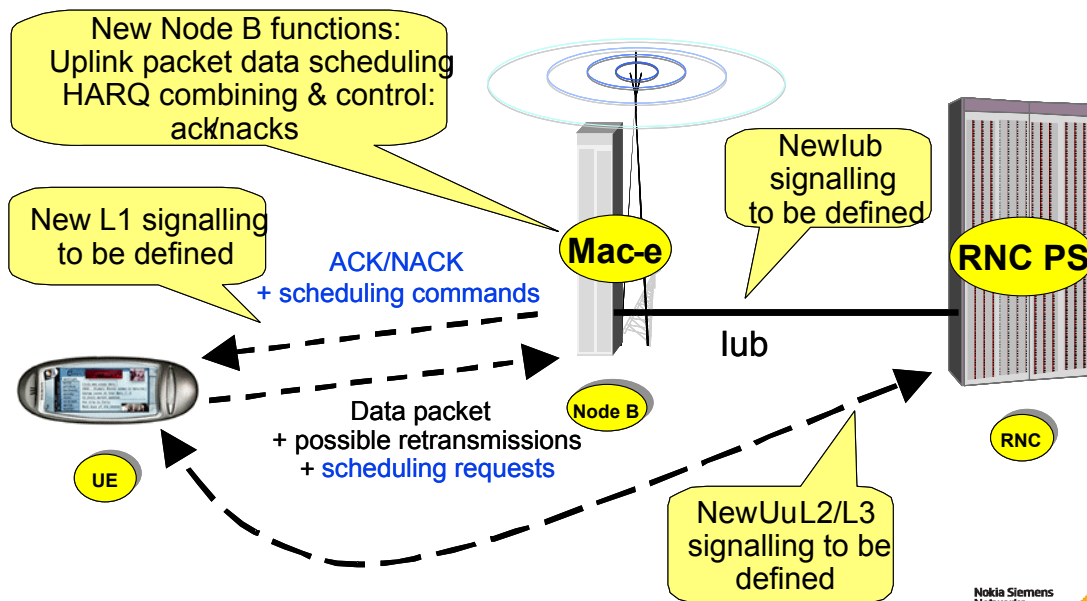 New Node B functions:
Uplink packet data scheduling
HARQ combining & control:
ack/nacks
New L1 signalling
to be defined
ACK/NACK
+ scheduling commands
Mac-e
NewIub
signalling
to be defined
RNC PS
Iub
Data packet
+ possible retransmissions
+ scheduling requests
Node B
UE
RNC
NewUuL2/L3
signalling to be
defined
Nokia Siemens
Networks